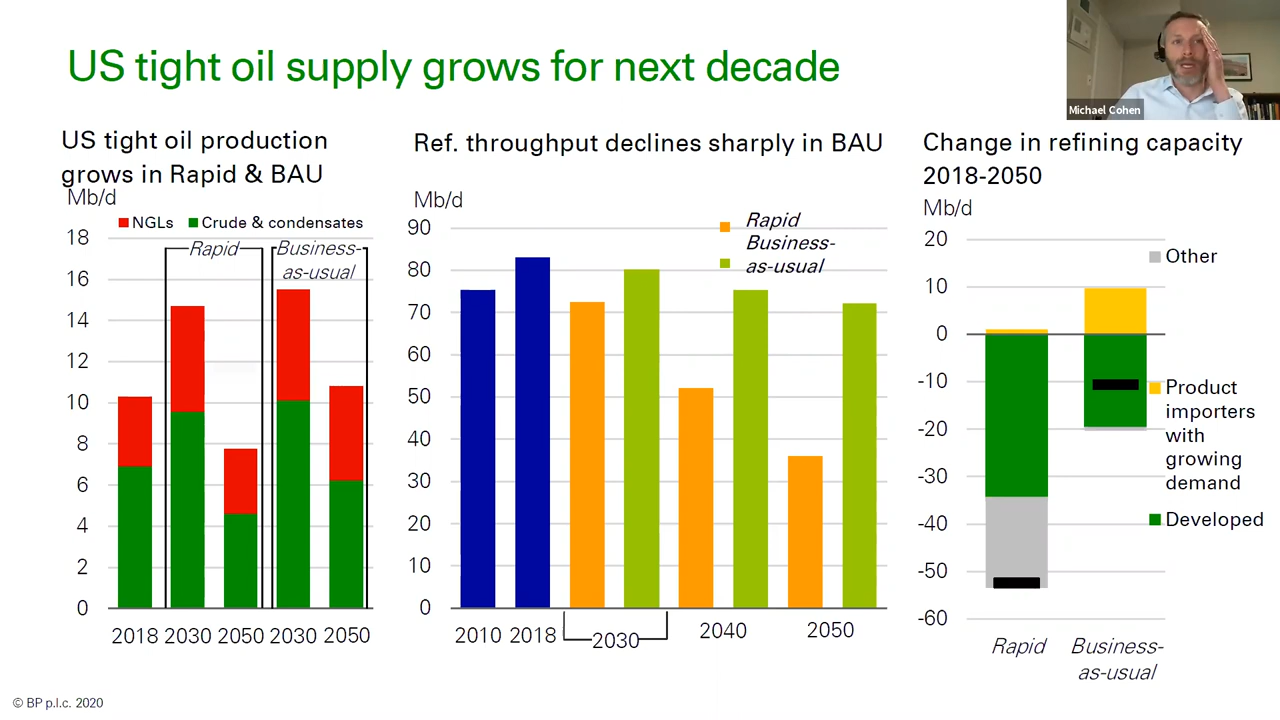 US tight oil supply grows for next decade
Michael Cohen
US tight oil production
grows in Rapid & BAU
Mb/d
NGLs
Crude & condensates
Rapid
Business-
as-usual
18
16
14
12
10
8
6
4
2
0
2018
2030
2050
2030
2050
Ref. throughput declines sharply in BAU
Mb/d
Rapid
Business-
as-usual
90
80
70
60
50
40
30
20
10
0
2010
2018
2030
2040
2050
Change in refining capacity
2018-2050
Mb/d
20
10
0
-10
-20
-30
-40
-50
-60
Other
Product
importers
with
growing
demand
Developed
Rapid
Business-
as-usual
© BP p.l.c. 2020